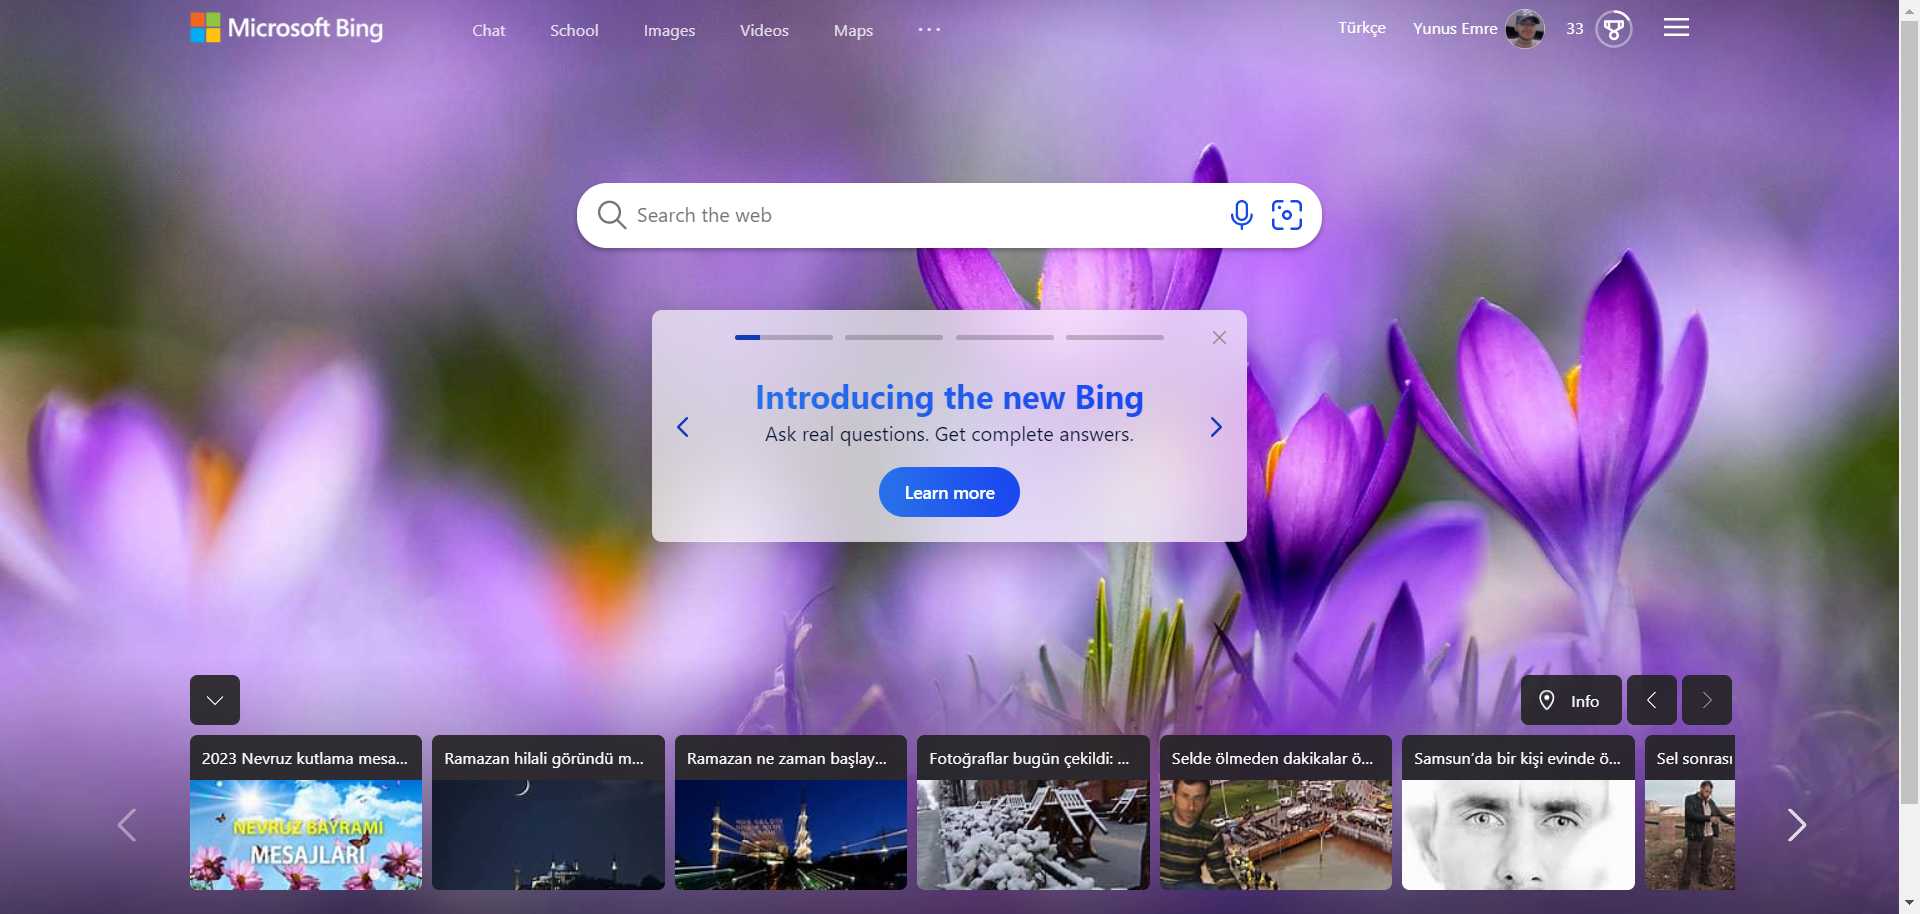 Microsoft Bing
Chat
School
Images
Videos
Maps
Türkçe
Yunus Emre
33
Search the web
Introducing the new Bing
Ask real questions. Get complete answers.
Learn more
Info
2023 Nevruz kutlama mesa...
Ramazan hilali göründü m...
Ramazan ne zaman başlay...
Fotoğraflar bugün çekildi: ...
Selde ölmeden dakikalar ö...
Samsun'da bir kişi evinde ö...
Sel sonrası
NEVRUZ BAYRAMI
MESAJLARI